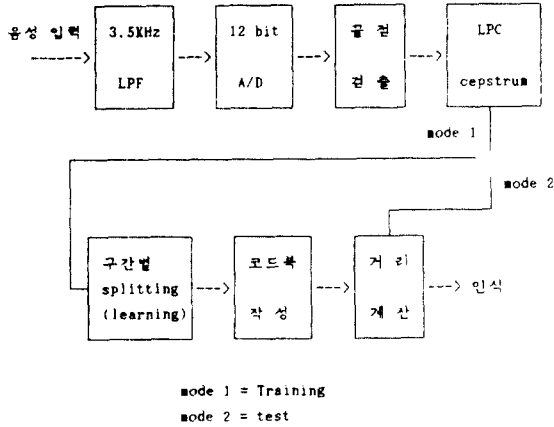 음성 입력
3.5KHz
LPF
12 bit
A/D
끝점
검출
LPC
cepstrum
mode 1
mode 2
구간별
splitting
(learning)
코드북
작성
거리
계산
인식
mode 1 = Training
mode 2 = test